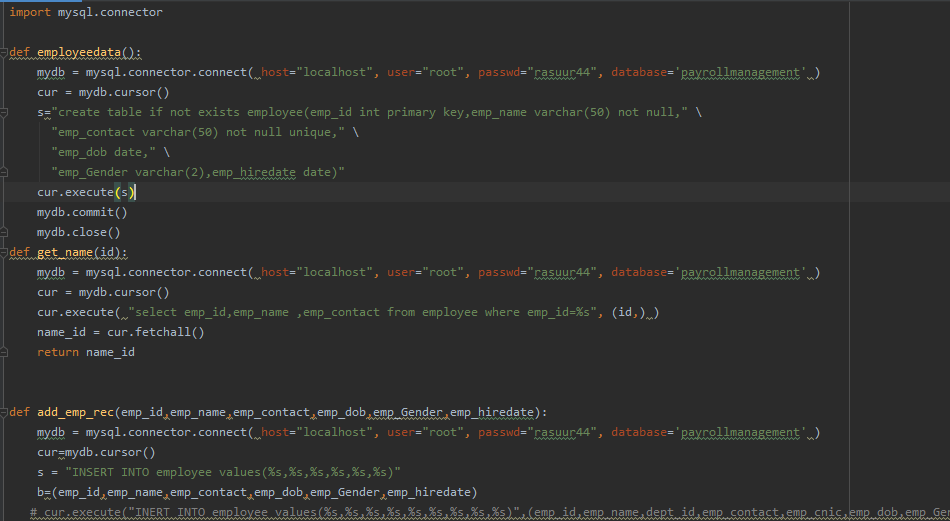 import mysql.connector
def employeedata():
mydb = mysql.connector.connect( host="localhost", user="root", passwd="rasuur44", database='payrollmanagement' )
cur = mydb.cursor()
s="create table if not exists employee(emp_id int primary key,emp_name varchar(50) not null," \
"emp_contact varchar(50) not null unique," \
"emp_dob date," \
"emp_Gender varchar(2),emp_hiredate date)"
cur.execute(s)
mydb.commit()
mydb.close()
def get_name(id):
mydb = mysql.connector.connect( host="localhost", user="root", passwd="rasuur44", database='payrollmanagement' )
cur = mydb.cursor()
cur.execute( "select emp_id,emp_name ,emp_contact from employee where emp_id=%s", (id,) )
name_id = cur.fetchall()
return name_id
def add_emp_rec(emp_id,emp_name,emp_contact,emp_dob,emp_Gender,emp_hiredate):
mydb = mysql.connector.connect( host="localhost", user="root", passwd="rasuur44", database='payrollmanagement' )
cur=mydb.cursor()
s = "INSERT INTO employee values(%s,%s,%s,%s,%s,%s)"
b=(emp_id,emp_name,emp_contact,emp_dob,emp_Gender,emp_hiredate)
# cur.execute("INERT INTO employee values(%s,%s,%s,%s,%s,%s,%s,%s)",(emp_id,emp_name,dept_id,emp_contact,emp_cnic,emp_dob,emp_Ge